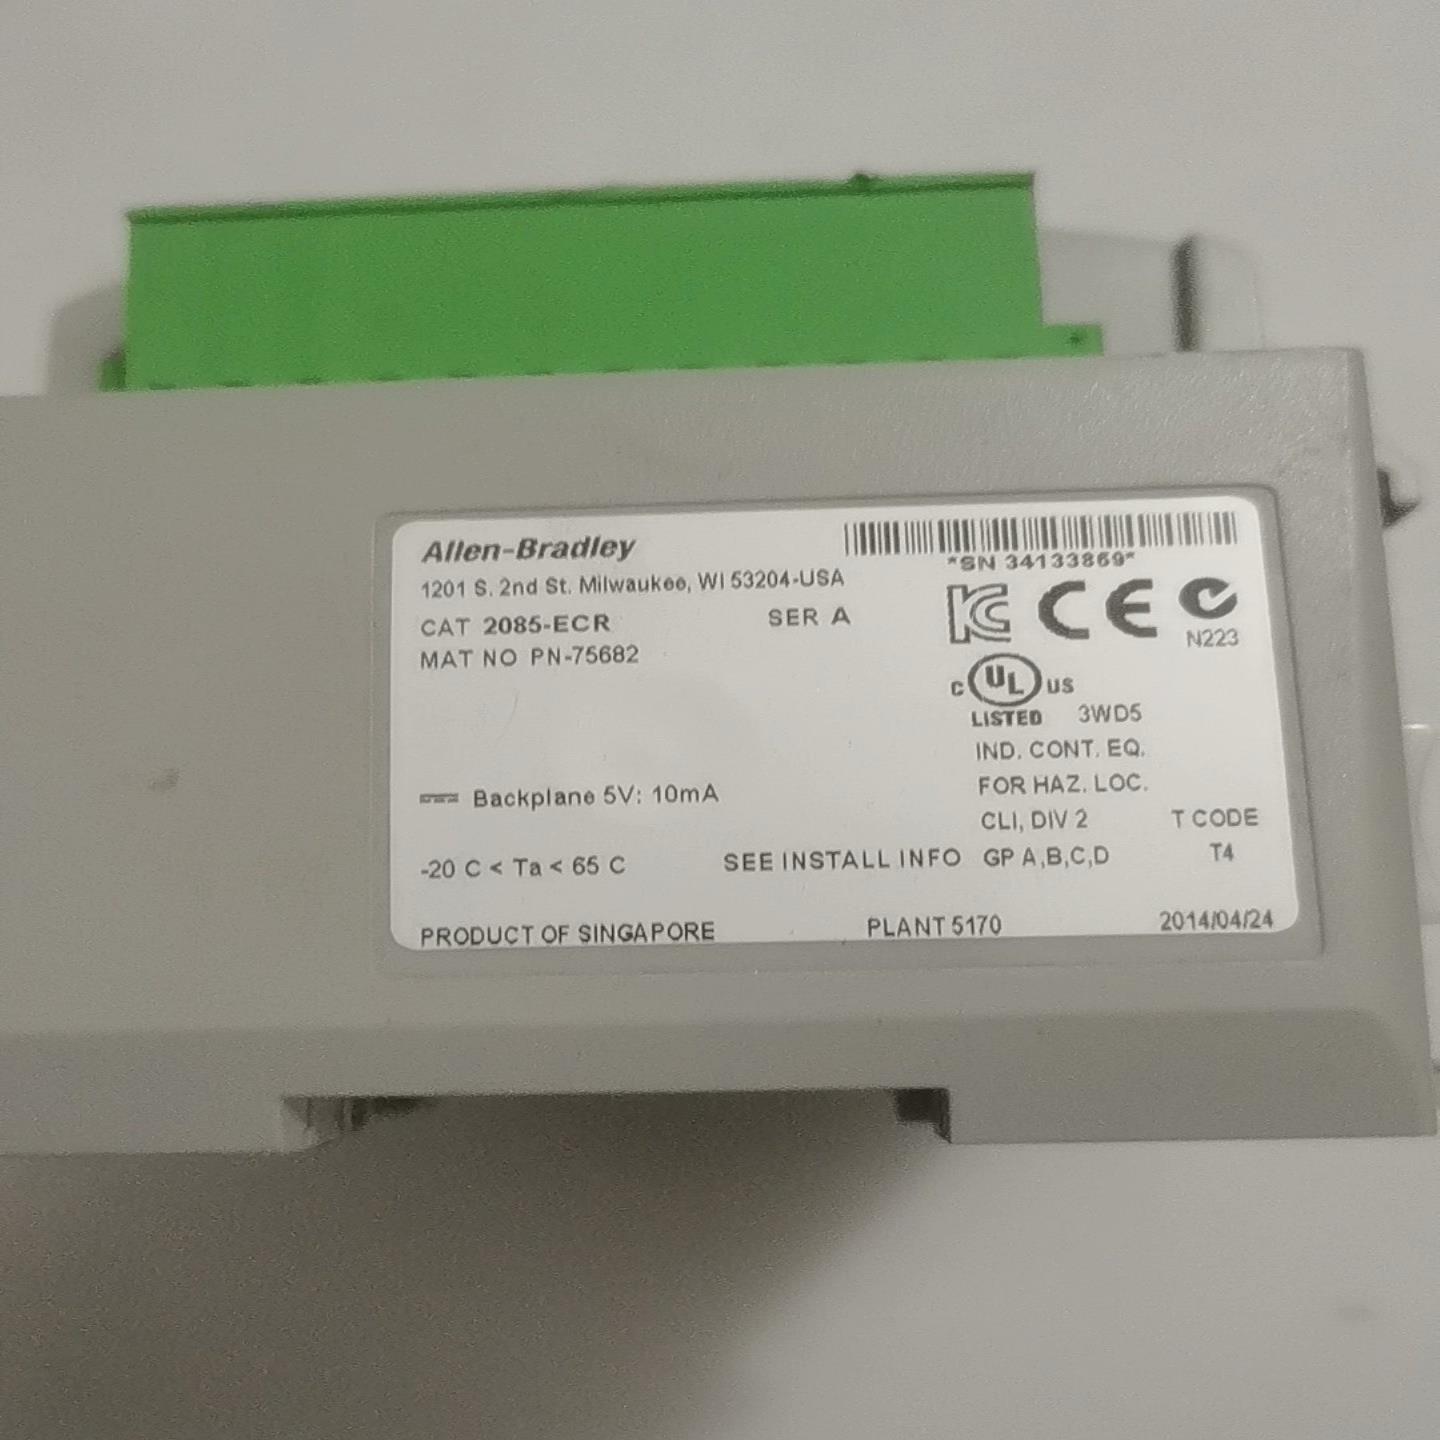 Allen-Bradley
*SN 34133869*
1201 S. 2nd St. Milwaukee, WI 53204-USA
CAT 2085-ECR SER A
MAT NO PN-75682
N223
C UL US
LISTED 3WD5
IND. CONT. EQ.
FOR HAZ. LOC.
Backplane 5V: 10mA
CLI, DIV 2 T CODE
-20 C < Ta < 65 C SEE INSTALL INFO GP A,B,C,D T4
PRODUCT OF SINGAPORE PLANT 5170 2014/04/24